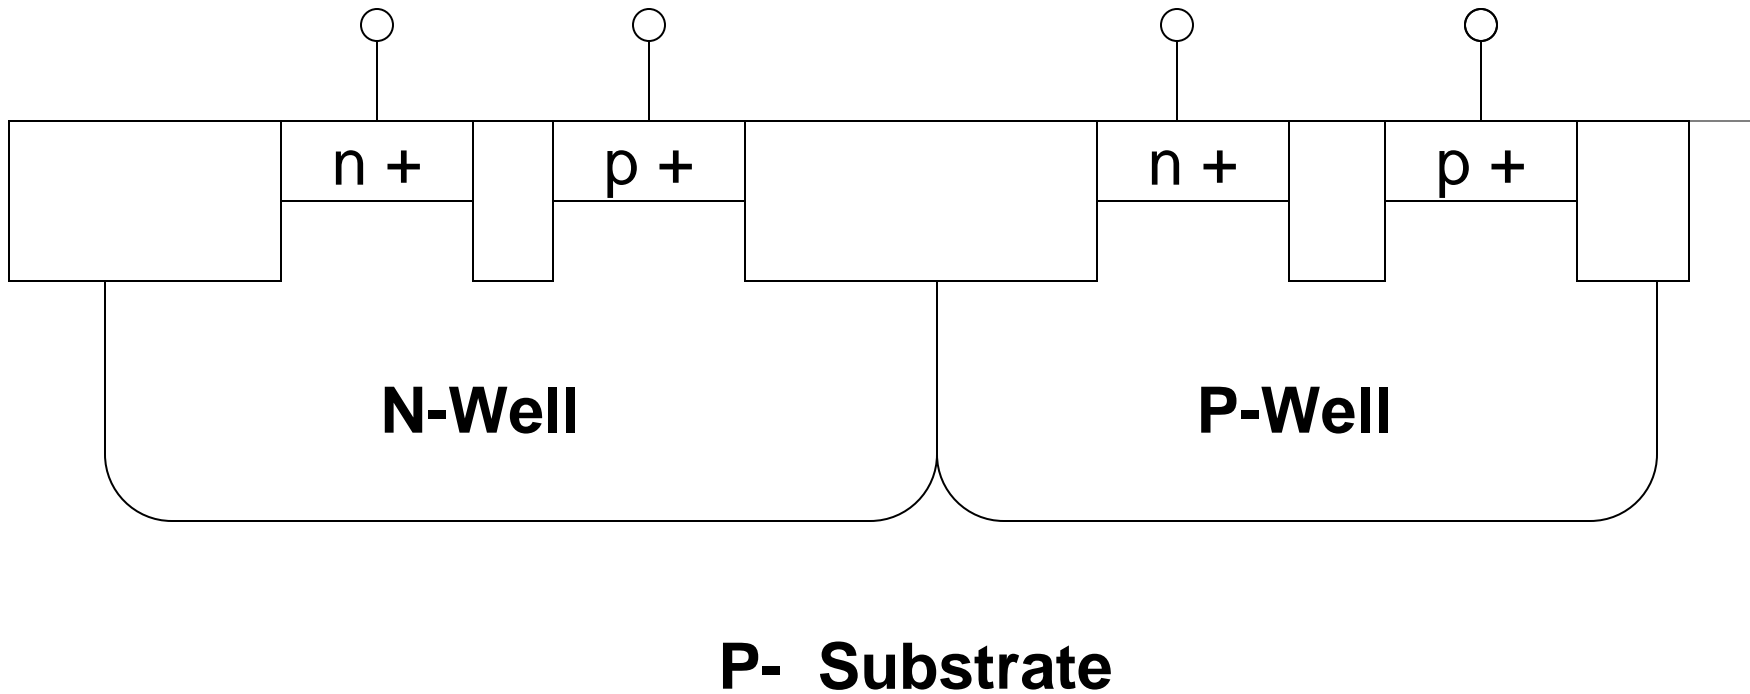 n + p + n + p +
N-Well P-Well
P- Substrate